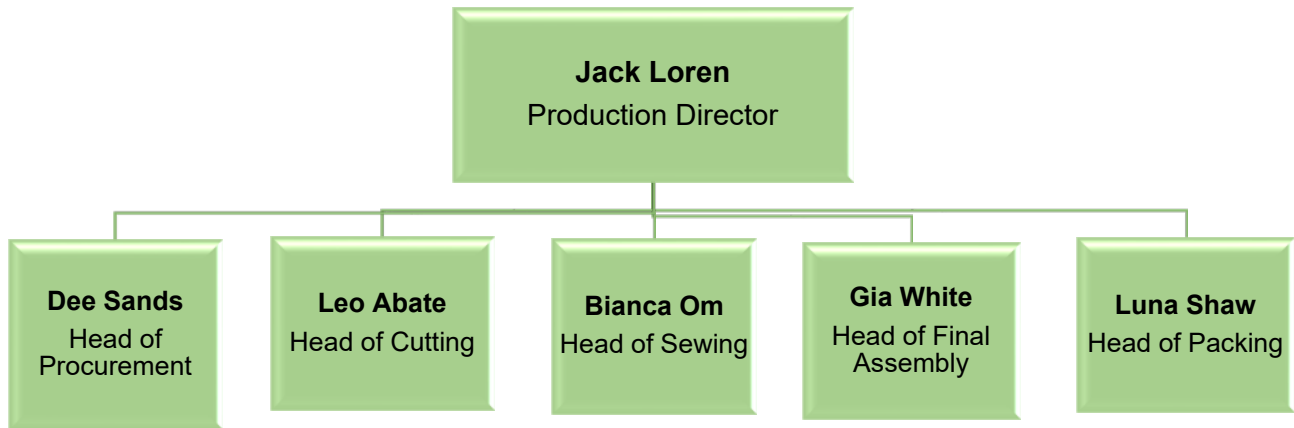 Jack Loren
Production Director
Dee Sands
Head of
Procurement
Leo Abate
Head of Cutting
Bianca Om
Head of Sewing
Gia White
Head of Final
Assembly
Luna Shaw
Head of Packing